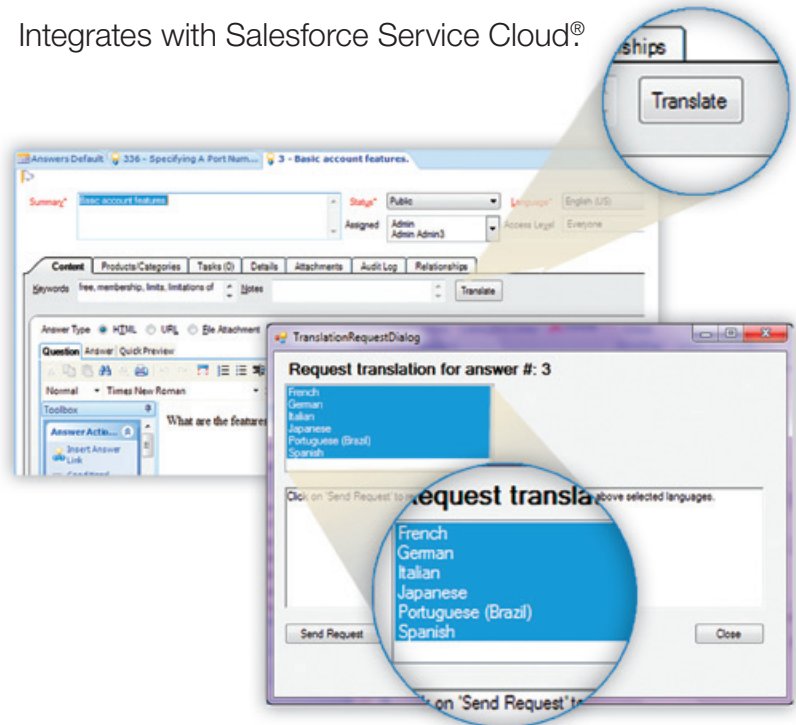 Integrates with Salesforce Service Cloud®
ships
Translate
Answers Default 336 - Specifying A Port Num... 3 - Basic account features.
Summary* Basic account features Status* Public Language* English (US)
Assigned Admin Access Level Everyone
Admin Admin3
Content Products/Categories Tasks (0) Details Attachments Audit Log Relationships
Keywords free, membership, limits, limitations of Notes Translate
Answer Type HTML URL File Attachment
Question Answer Quick Preview
Normal Times New Roman
Toolbox
What are the features
Answer Actio...
Insert Answer
Link
Conditional
TranslationRequestDialog
Request translation for answer #: 3
French
German
Italian
Japanese
Portuguese (Brazil)
Spanish
Click on 'Send Request' to above selected languages.
equest transla
French
German
Italian
Japanese
Portuguese (Brazil)
Spanish
Send Request Close
k on 'Send Request' to